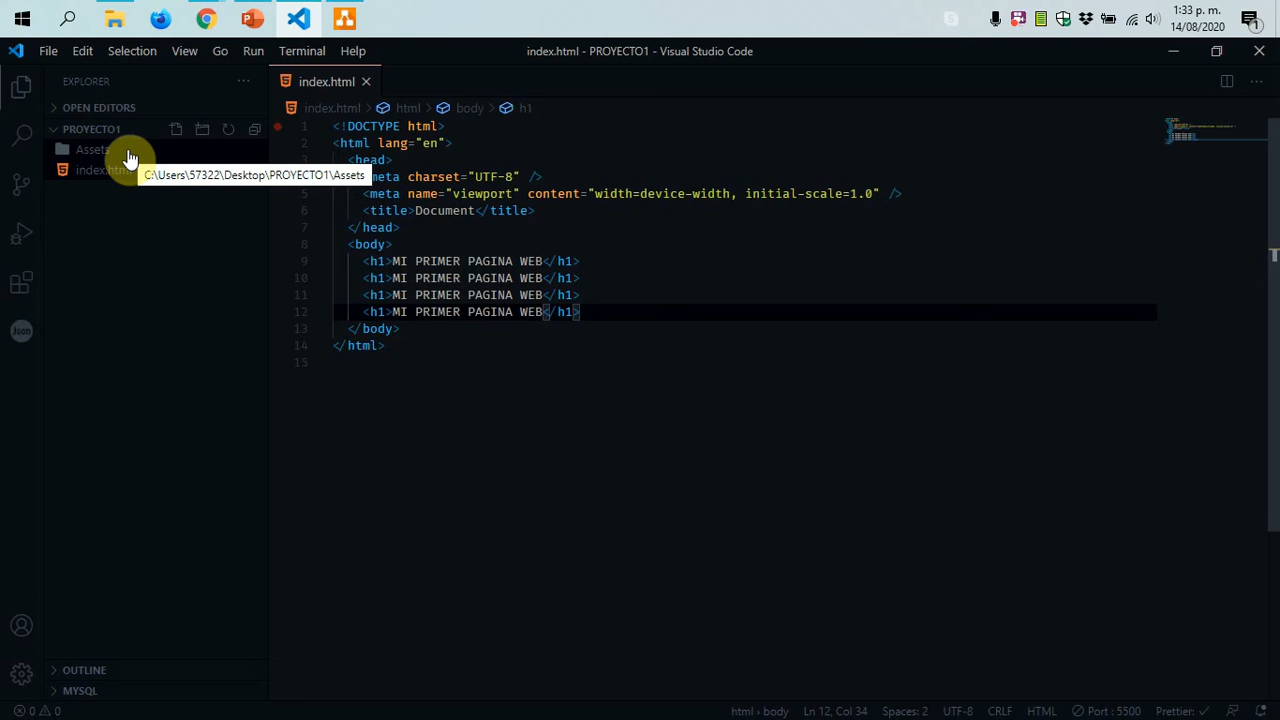 1:33 p. m.
14/08/2020
1
File Edit Selection View Go Run Terminal Help
index.html - PROYECTO1 - Visual Studio Code
EXPLORER
index.html
OPEN EDITORS
index.html > html > body > h1
PROYECTO1
Assets
index.html
C:\Users\57322\Desktop\PROYECTO1\Assets
Json
1 <!DOCTYPE html>
2 <html lang="en">
3 <head>
meta charset="UTF-8" />
5 <meta name="viewport" content="width=device-width, initial-scale=1.0" />
6 <title>Document</title>
7 </head>
8 <body>
9 <h1>MI PRIMER PAGINA WEB</h1>
10 <h1>MI PRIMER PAGINA WEB</h1>
11 <h1>MI PRIMER PAGINA WEB</h1>
12 <h1>MI PRIMER PAGINA WEB</h1>
13 </body>
14 </html>
15
OUTLINE
MYSQL
0 0 html › body Ln 12, Col 34 Spaces: 2 UTF-8 CRLF HTML Port : 5500 Prettier: ✓